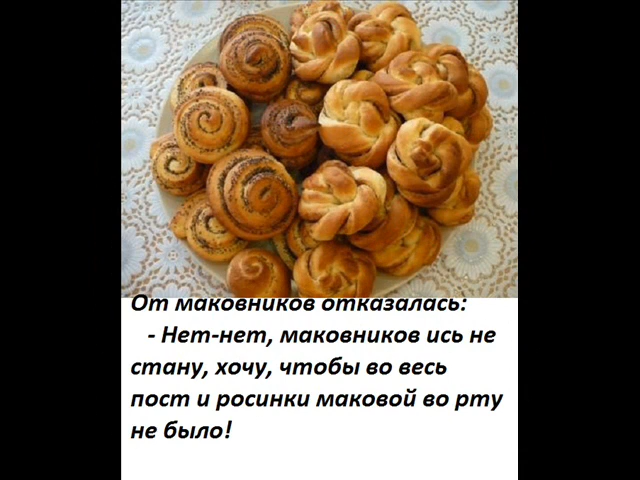 От маковников отказалась:
- Нет-нет, маковников ись не
стану, хочу, чтобы во весь
пост и росинки маковой во рту
не было!